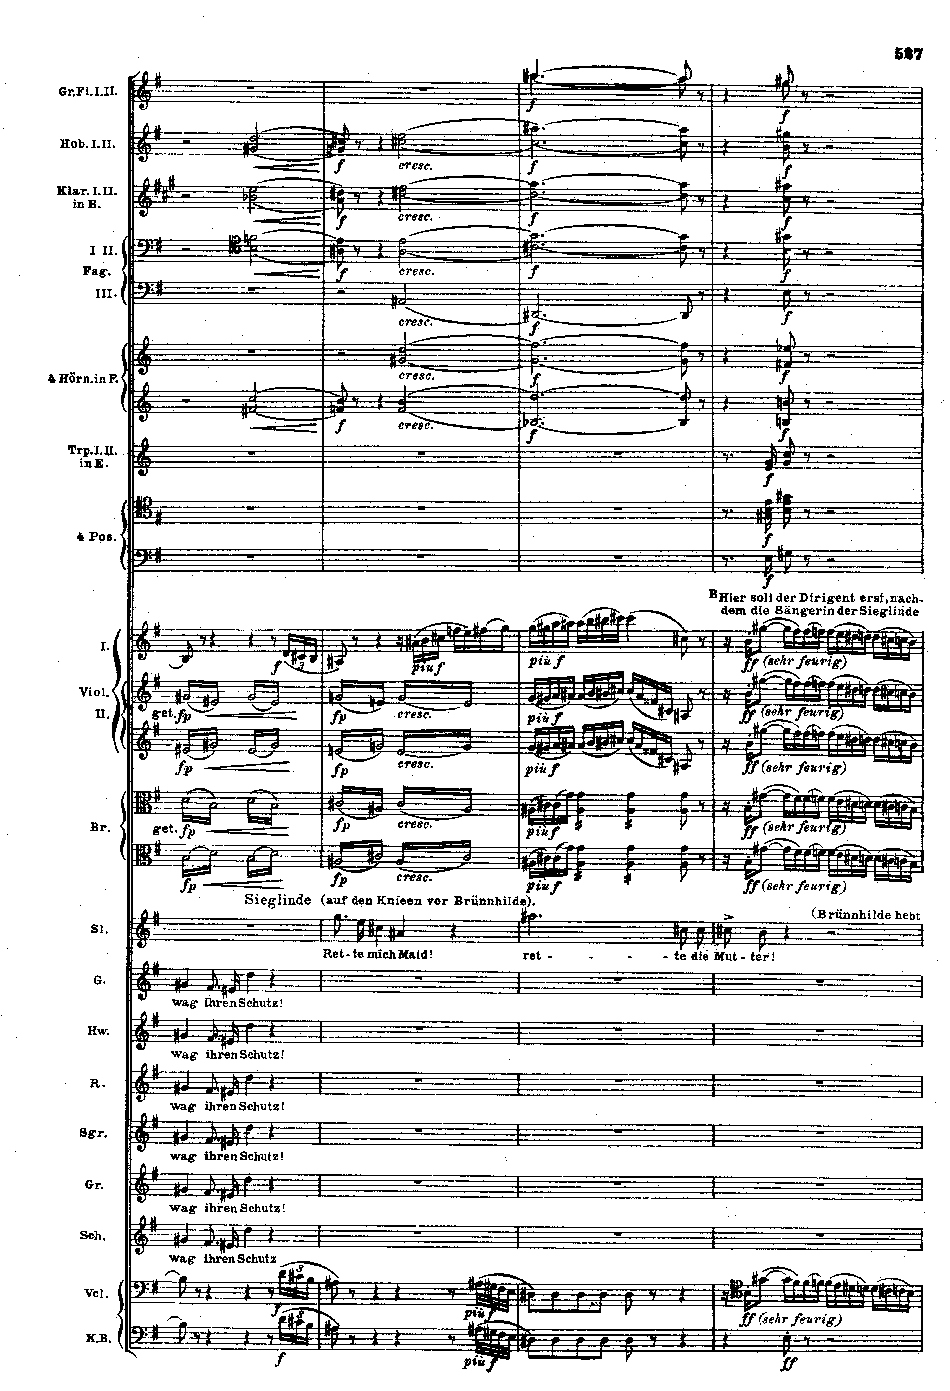 587
Gr.Fl.I.II.
f
f
Hob.I.II.
f
cresc.
f
f
Klar.I.II.
in B.
f
cresc.
f
f
I II.
Fag.
f
cresc.
f
f
III.
cresc.
f
f
4 Hörn.in F.
cresc.
f
f
f
cresc.
f
f
Trp.I.II.
in E.
f
4 Pos.
f
f
B Hier soll der Dirigent erst, nach-
dem die Sängerin der Sieglinde
I.
f
più f
più f
ff (sehr feurig)
Viol.
II.
get. fp
fp
cresc.
più f
ff (sehr feurig)
fp
fp
cresc.
più f
ff (sehr feurig)
Br.
get. fp
fp
cresc.
più f
ff (sehr feurig)
fp
fp
cresc.
più f
ff (sehr feurig)
Sieglinde (auf den Knieen vor Brünnhilde).
(Brünnhilde hebt
Si.
Ret-te mich Maid! ret - - - - te die Mut-ter!
G.
wag ihren Schutz!
Hw.
wag ihren Schutz!
R.
wag ihren Schutz!
Sgr.
wag ihren Schutz!
Gr.
wag ihren Schutz!
Sch.
wag ihren Schutz
Vcl.
3
f
più f
ff (sehr feurig)
K.B.
3
f
più f
ff